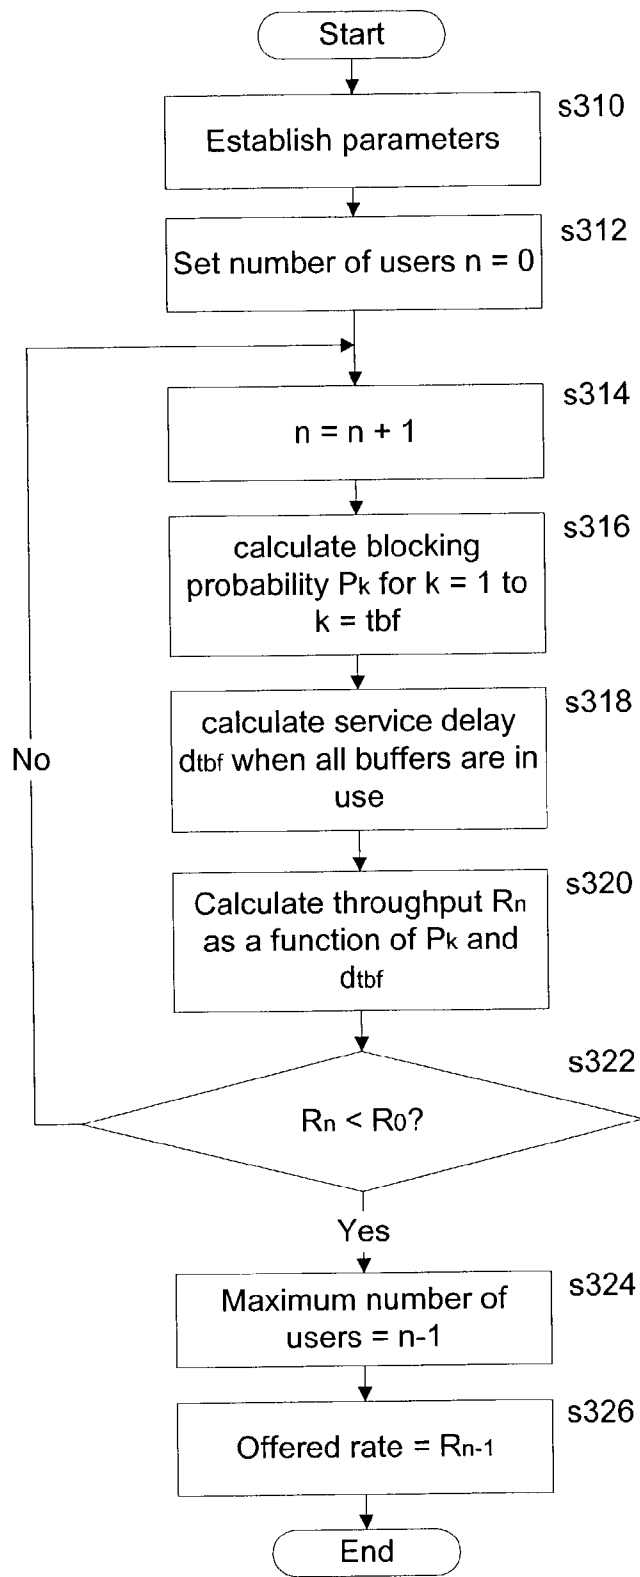 Start
s310
Establish parameters
s312
Set number of users n = 0
s314
n = n + 1
s316
calculate blocking
probability Pk for k = 1 to
k = tbf
s318
calculate service delay
dtbf when all buffers are in
use
No
s320
Calculate throughput Rn
as a function of Pk and
dtbf
s322
Rn < R0?
Yes
s324
Maximum number of
users = n-1
s326
Offered rate = Rn-1
End